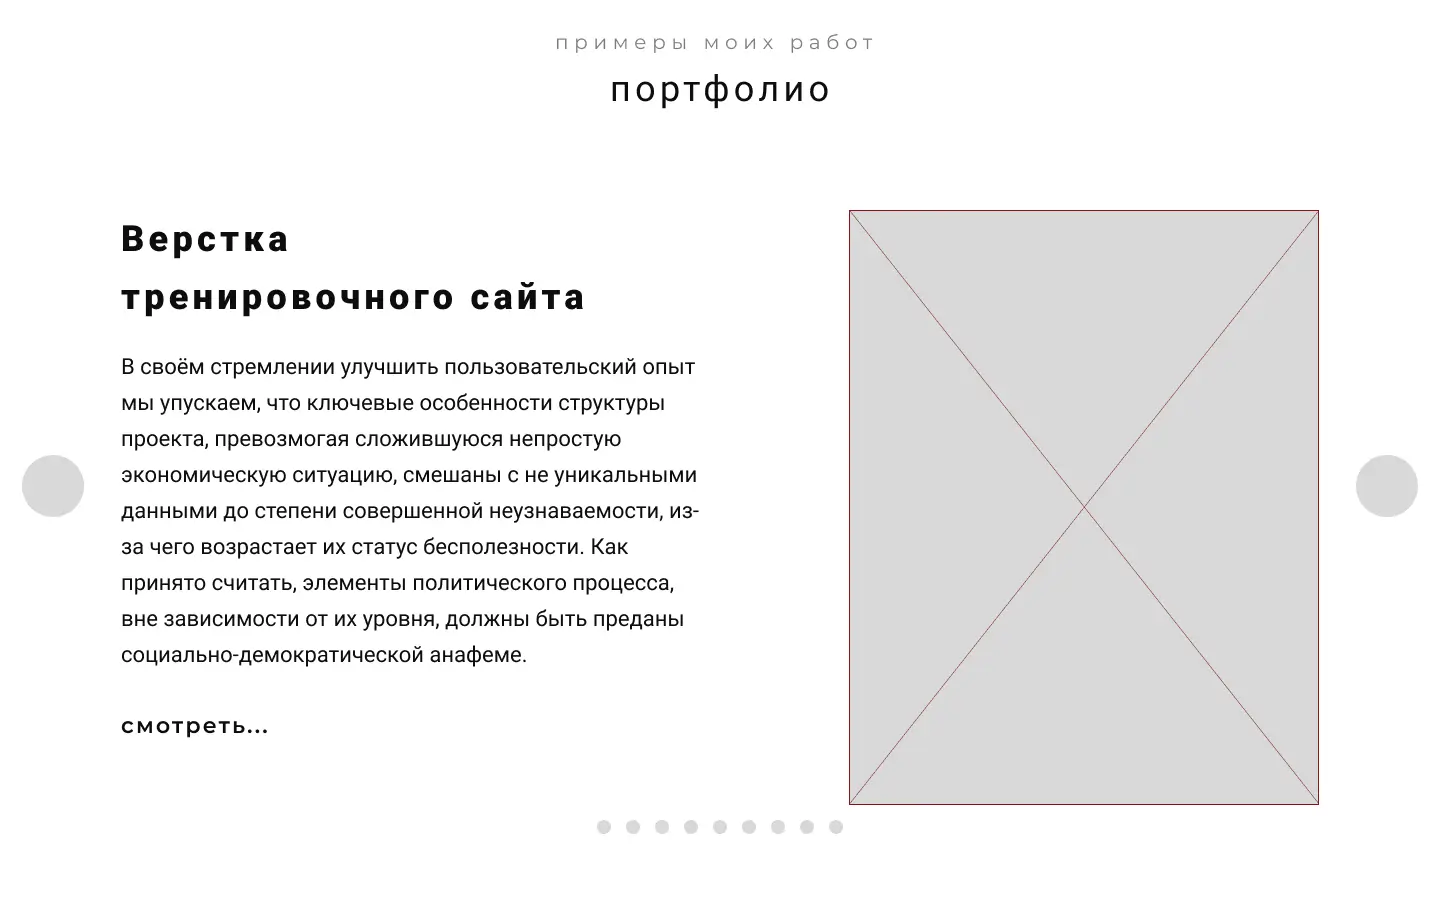 примеры моих работ
портфолио
Верстка
тренировочного сайта
В своём стремлении улучшить пользовательский опыт
мы упускаем, что ключевые особенности структуры
проекта, превозмогая сложившуюся непростую
экономическую ситуацию, смешаны с не уникальными
данными до степени совершенной неузнаваемости, из-
за чего возрастает их статус бесполезности. Как
принято считать, элементы политического процесса,
вне зависимости от их уровня, должны быть преданы
социально-демократической анафеме.
смотреть...